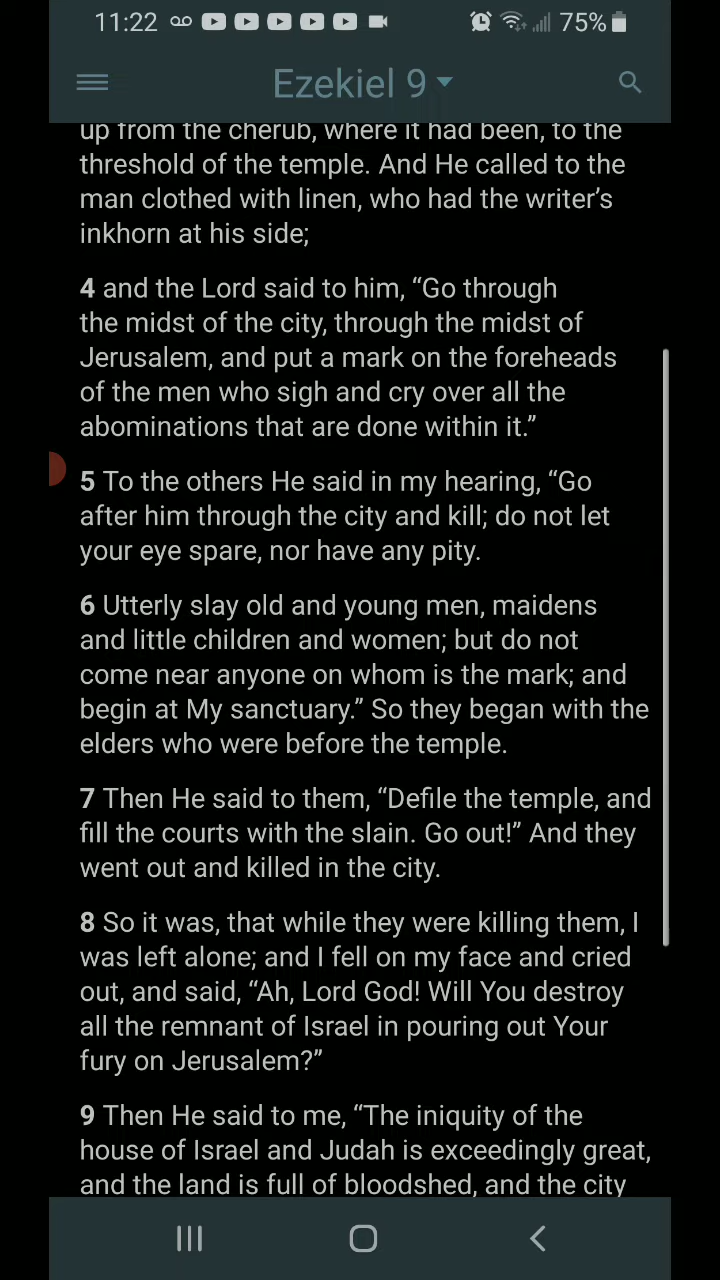 11:22
75%
Ezekiel 9
up from the cherub, where it had been, to the
threshold of the temple. And He called to the
man clothed with linen, who had the writer’s
inkhorn at his side;
4 and the Lord said to him, “Go through
the midst of the city, through the midst of
Jerusalem, and put a mark on the foreheads
of the men who sigh and cry over all the
abominations that are done within it.”
5 To the others He said in my hearing, “Go
after him through the city and kill; do not let
your eye spare, nor have any pity.
6 Utterly slay old and young men, maidens
and little children and women; but do not
come near anyone on whom is the mark; and
begin at My sanctuary.” So they began with the
elders who were before the temple.
7 Then He said to them, “Defile the temple, and
fill the courts with the slain. Go out!” And they
went out and killed in the city.
8 So it was, that while they were killing them, I
was left alone; and I fell on my face and cried
out, and said, “Ah, Lord God! Will You destroy
all the remnant of Israel in pouring out Your
fury on Jerusalem?”
9 Then He said to me, “The iniquity of the
house of Israel and Judah is exceedingly great,
and the land is full of bloodshed, and the city